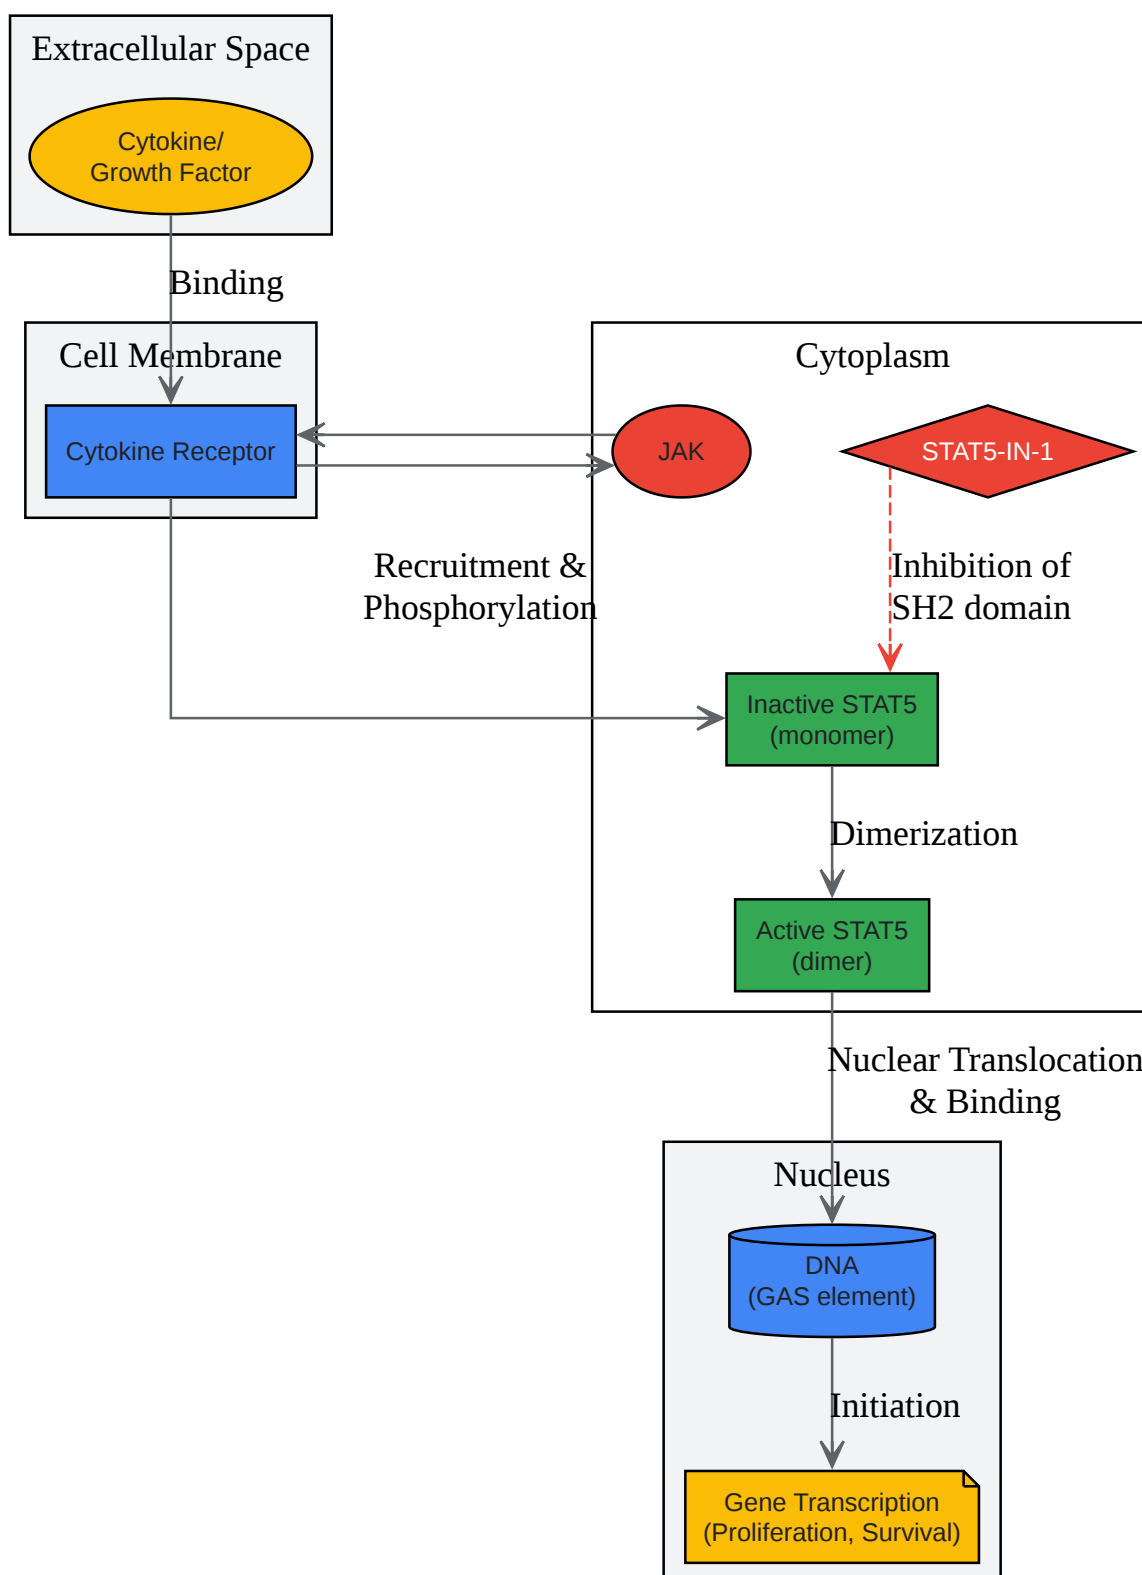 Extracellular Space
Cytokine/
Growth Factor
Binding
Cell Membrane
Cytoplasm
Cytokine Receptor
JAK
STAT5-IN-1
Recruitment &
Phosphorylation
Inhibition of
SH2 domain
Inactive STAT5
(monomer)
Dimerization
Active STAT5
(dimer)
Nuclear Translocation
& Binding
Nucleus
DNA
(GAS element)
Initiation
Gene Transcription
(Proliferation, Survival)